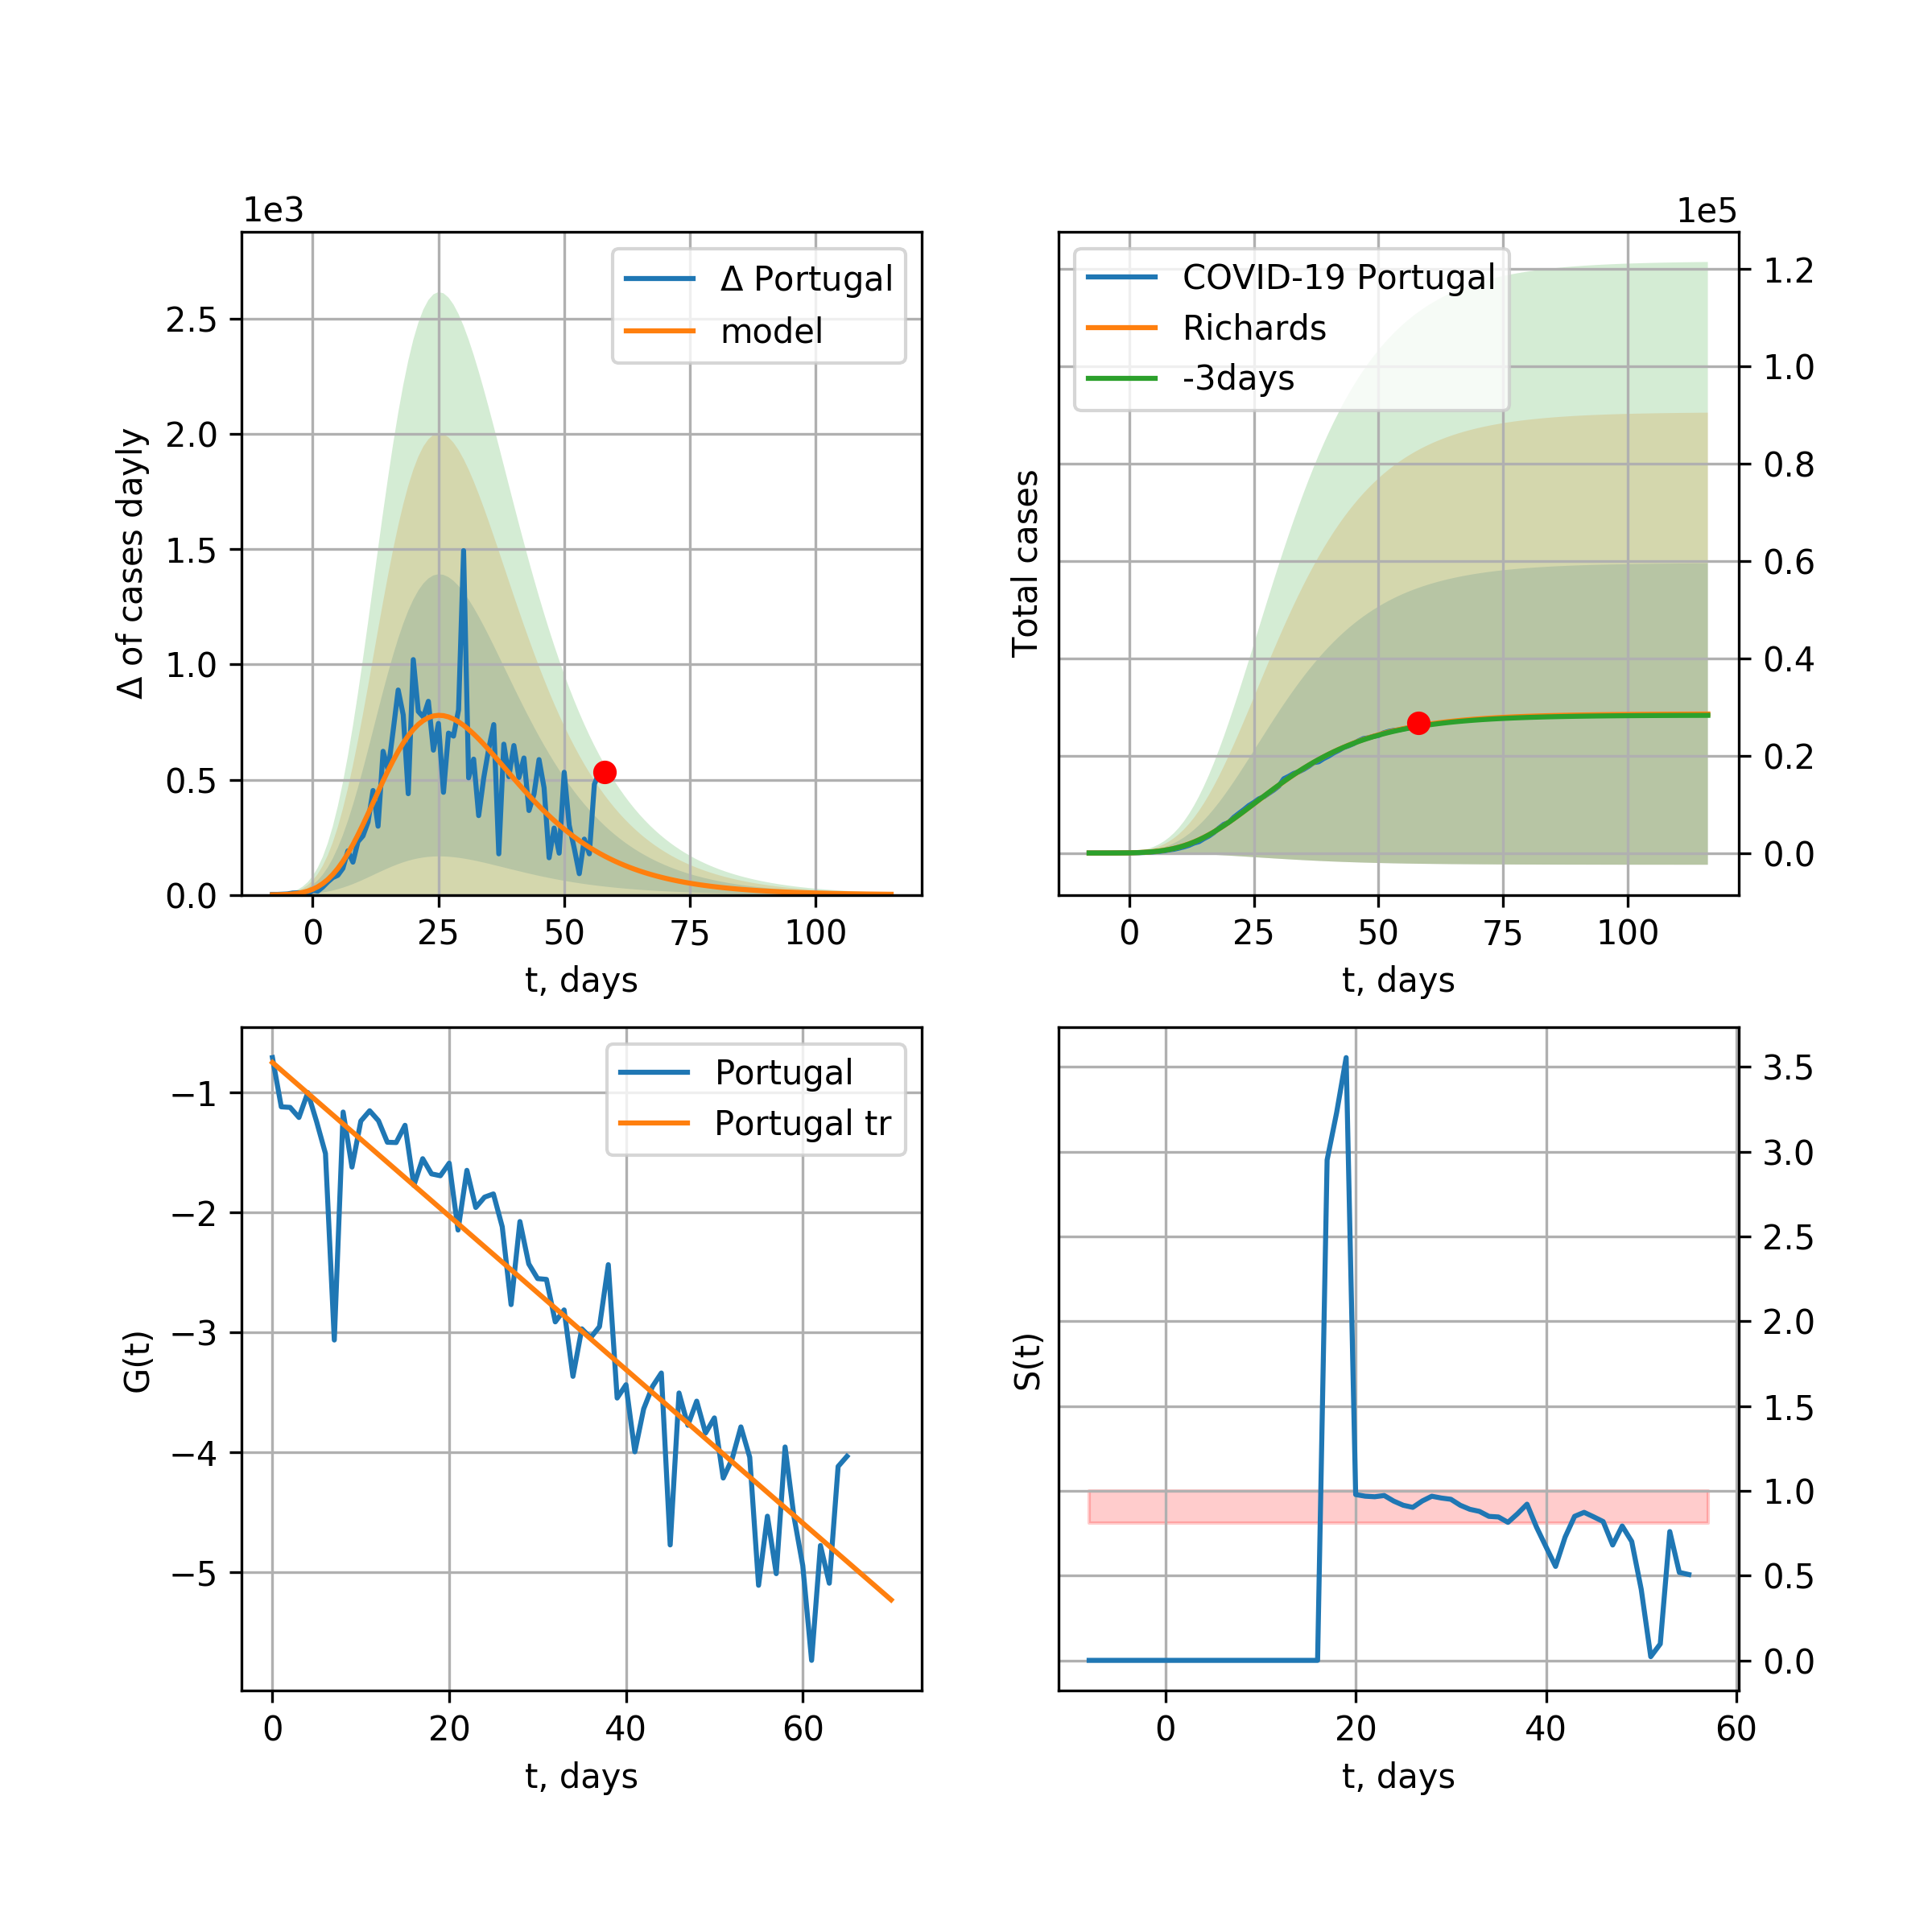 1e3
Δ Portugal
model
2.5
2.0
1.5
1.0
0.5
0.0
Δ of cases dayly
0 25 50 75 100
t, days
1e5
COVID-19 Portugal
Richards
-3days
1.2
1.0
0.8
0.6
0.4
0.2
0.0
Total cases
0 25 50 75 100
t, days
Portugal
Portugal tr
−1
−2
−3
−4
−5
G(t)
0 20 40 60
t, days
3.5
3.0
2.5
2.0
1.5
1.0
0.5
0.0
S(t)
0 20 40 60
t, days